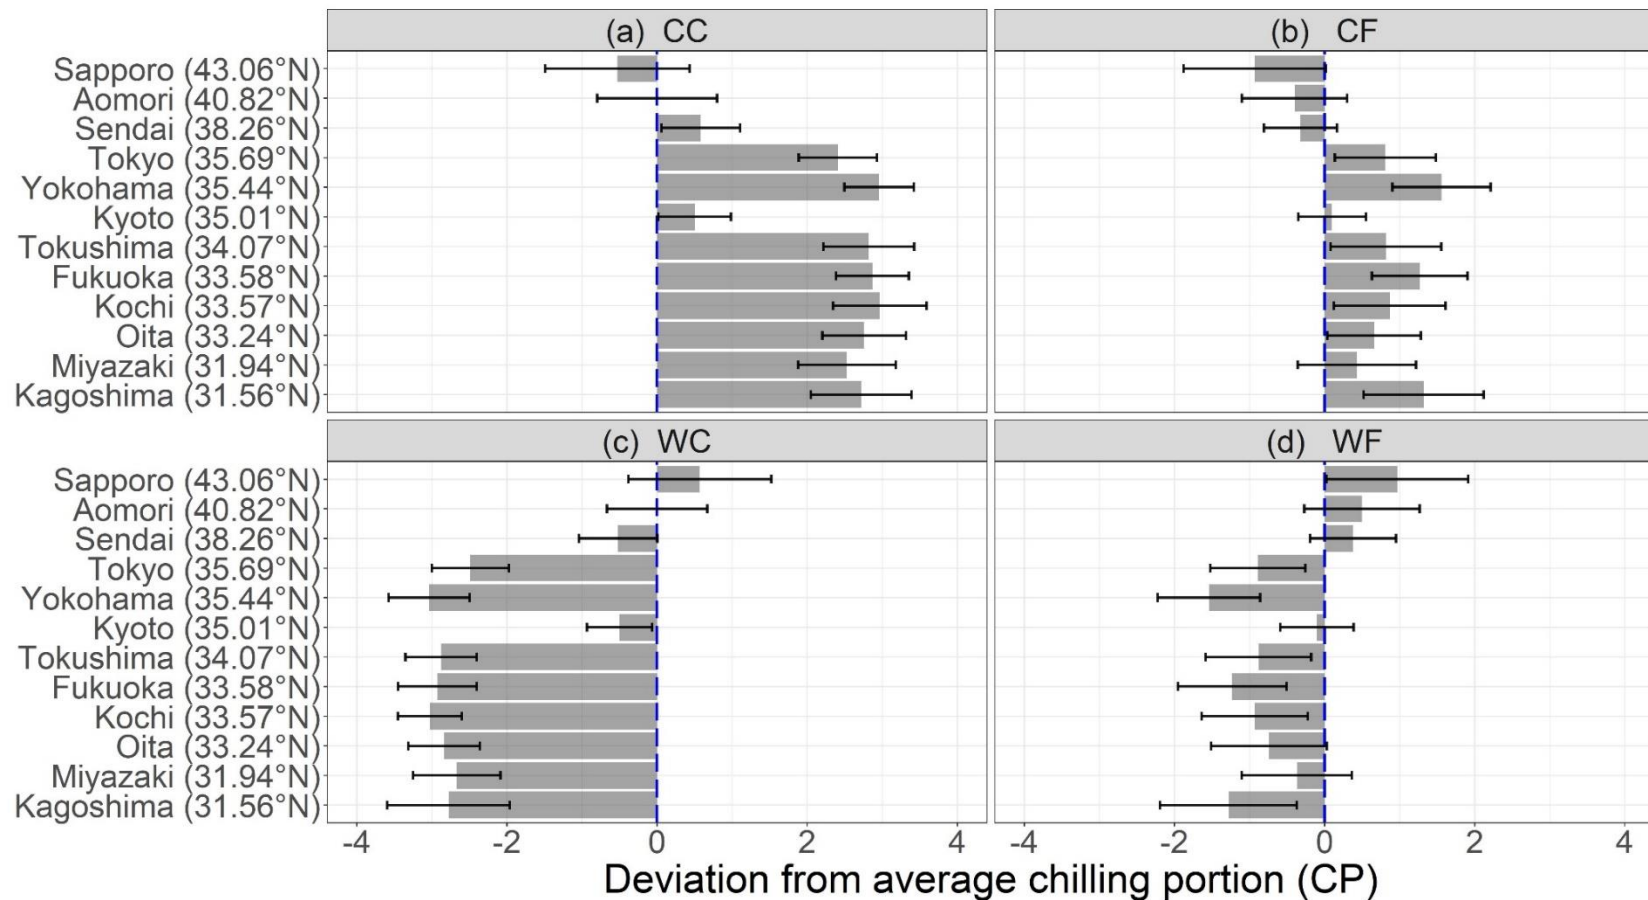 (a) CC
(b) CF
Sapporo (43.06°N)
Aomori (40.82°N)
Sendai (38.26°N)
Tokyo (35.69°N)
Yokohama (35.44°N)
Kyoto (35.01°N)
Tokushima (34.07°N)
Fukuoka (33.58°N)
Kochi (33.57°N)
Oita (33.24°N)
Miyazaki (31.94°N)
Kagoshima (31.56°N)
(c) WC
(d) WF
Sapporo (43.06°N)
Aomori (40.82°N)
Sendai (38.26°N)
Tokyo (35.69°N)
Yokohama (35.44°N)
Kyoto (35.01°N)
Tokushima (34.07°N)
Fukuoka (33.58°N)
Kochi (33.57°N)
Oita (33.24°N)
Miyazaki (31.94°N)
Kagoshima (31.56°N)
-4 -2 0 2 4
-4 -2 0 2 4
Deviation from average chilling portion (CP)